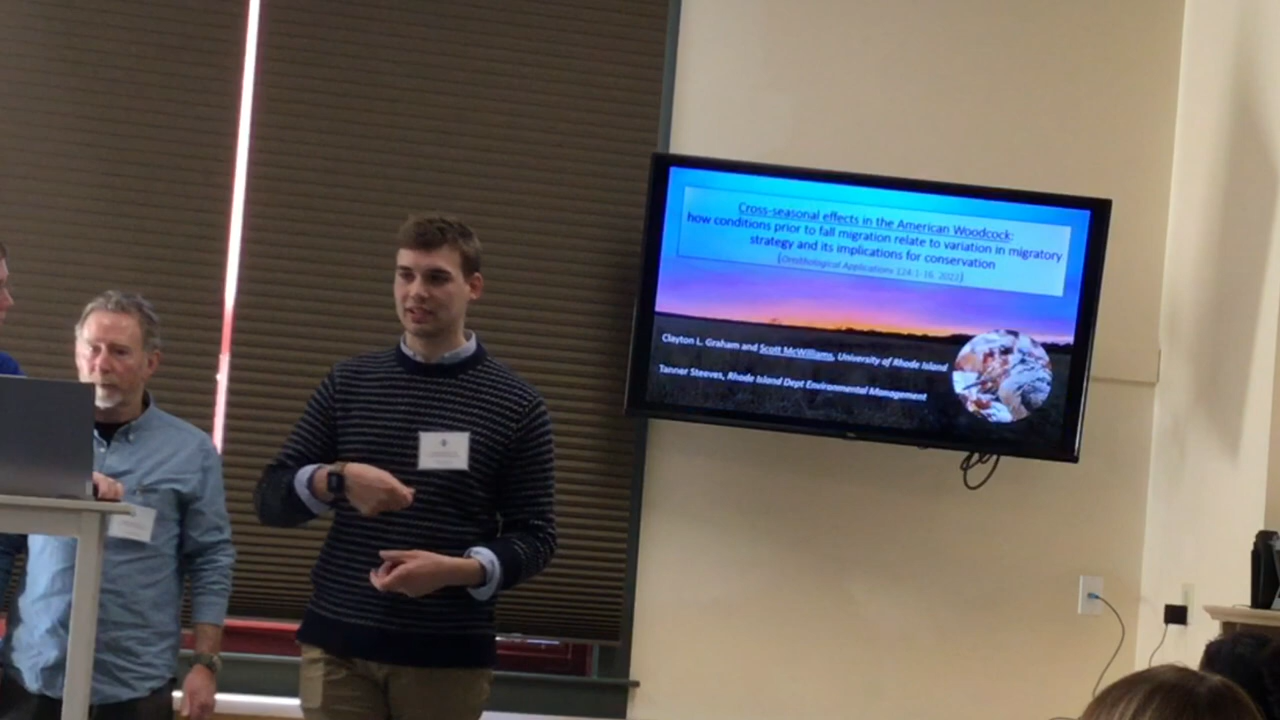 Cross-seasonal effects in the American Woodcock:
how conditions prior to fall migration relate to variation in migratory
strategy and its implications for conservation
(Ornithological Applications 124:1-16, 2022)
Clayton L. Graham and Scott McWilliams, University of Rhode Island
Tanner Steeves, Rhode Island Dept Environmental Management